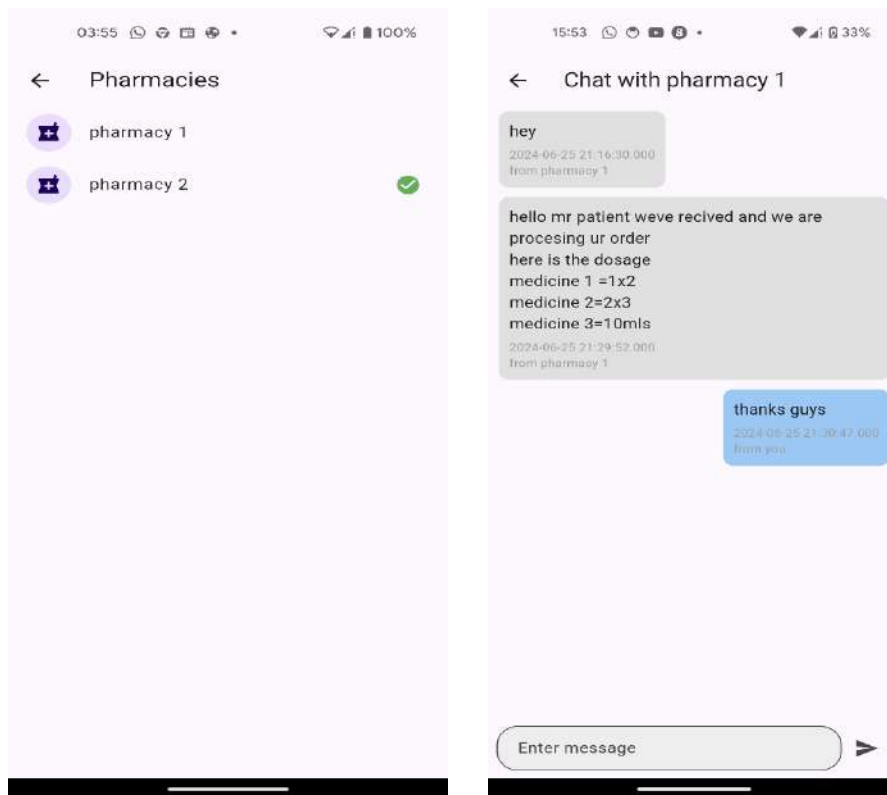 03:55
100%
Pharmacies
pharmacy 1
pharmacy 2
15:53
33%
Chat with pharmacy 1
hey
2024-06-25 21:16:30.000
from pharmacy 1
hello mr patient weve recived and we are
procesing ur order
here is the dosage
medicine 1 =1x2
medicine 2=2x3
medicine 3=10mls
2024-06-25 21:29:52.000
from pharmacy 1
thanks guys
2024-06-25 21:30:47.000
from you
Enter message